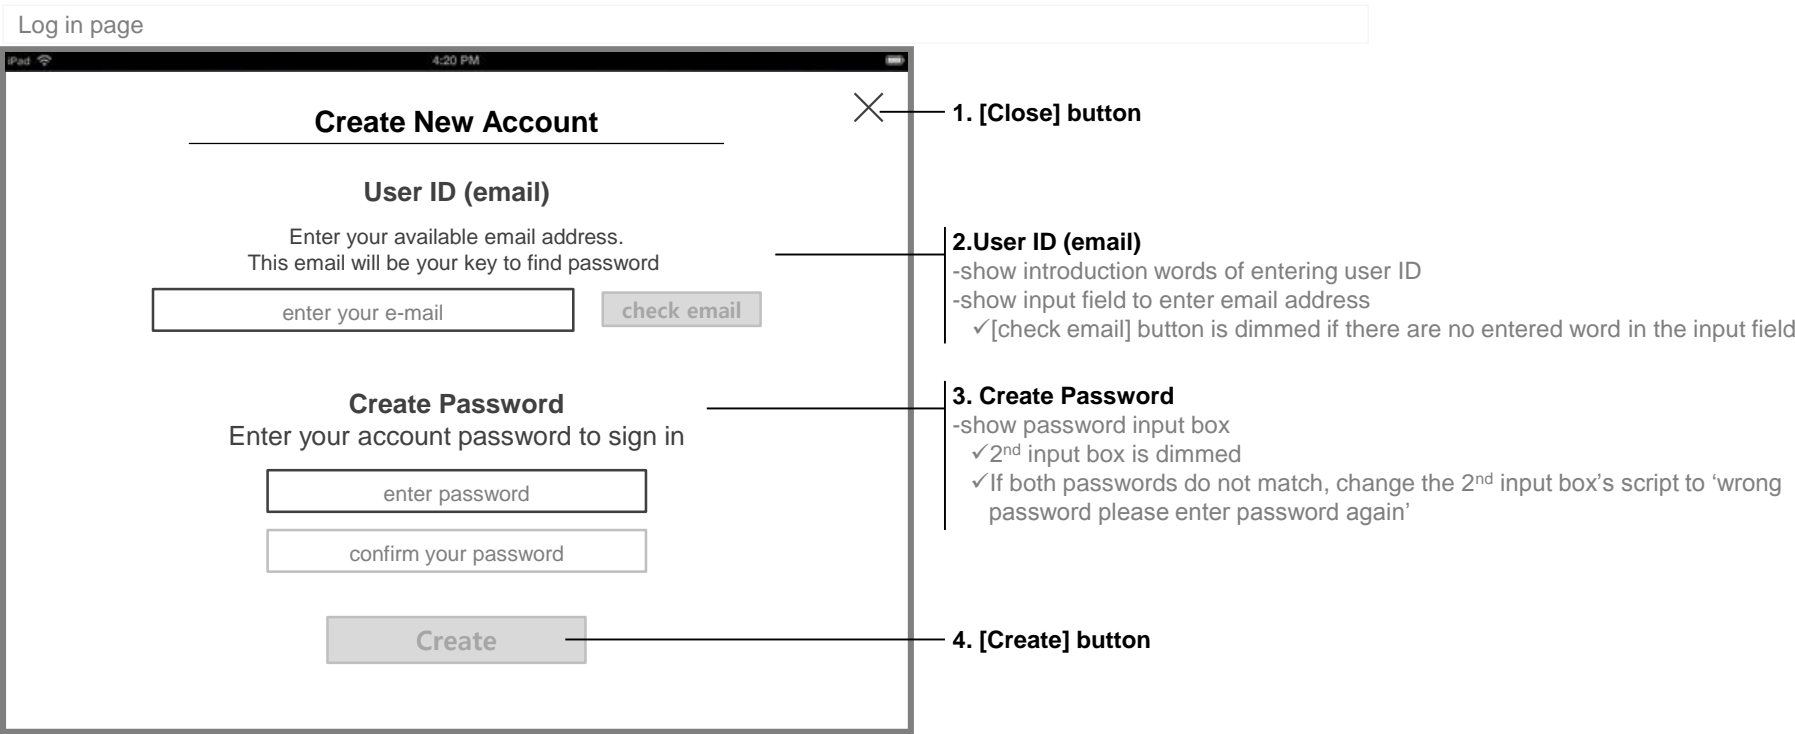 Log in page
iPad
4:20 PM
Create New Account
1. [Close] button
User ID (email)
Enter your available email address.
This email will be your key to find password
enter your e-mail
check email
2.User ID (email)
-show introduction words of entering user ID
-show input field to enter email address
✓[check email] button is dimmed if there are no entered word in the input field
Create Password
Enter your account password to sign in
enter password
confirm your password
3. Create Password
-show password input box
✓2nd input box is dimmed
✓If both passwords do not match, change the 2nd input box’s script to ‘wrong
password please enter password again’
Create
4. [Create] button